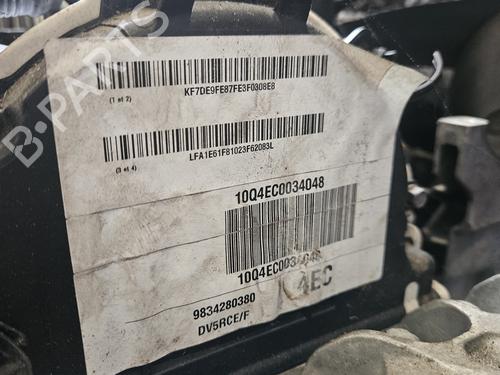 KF7DE9FE87FE3F0308E8
(1 of 2)
LFA1E61F81023F62083L
(3 of 4)
10Q4EC0034048
10Q4EC0034048
4EC
9834280380
DV5RCE/F
B-PARTS